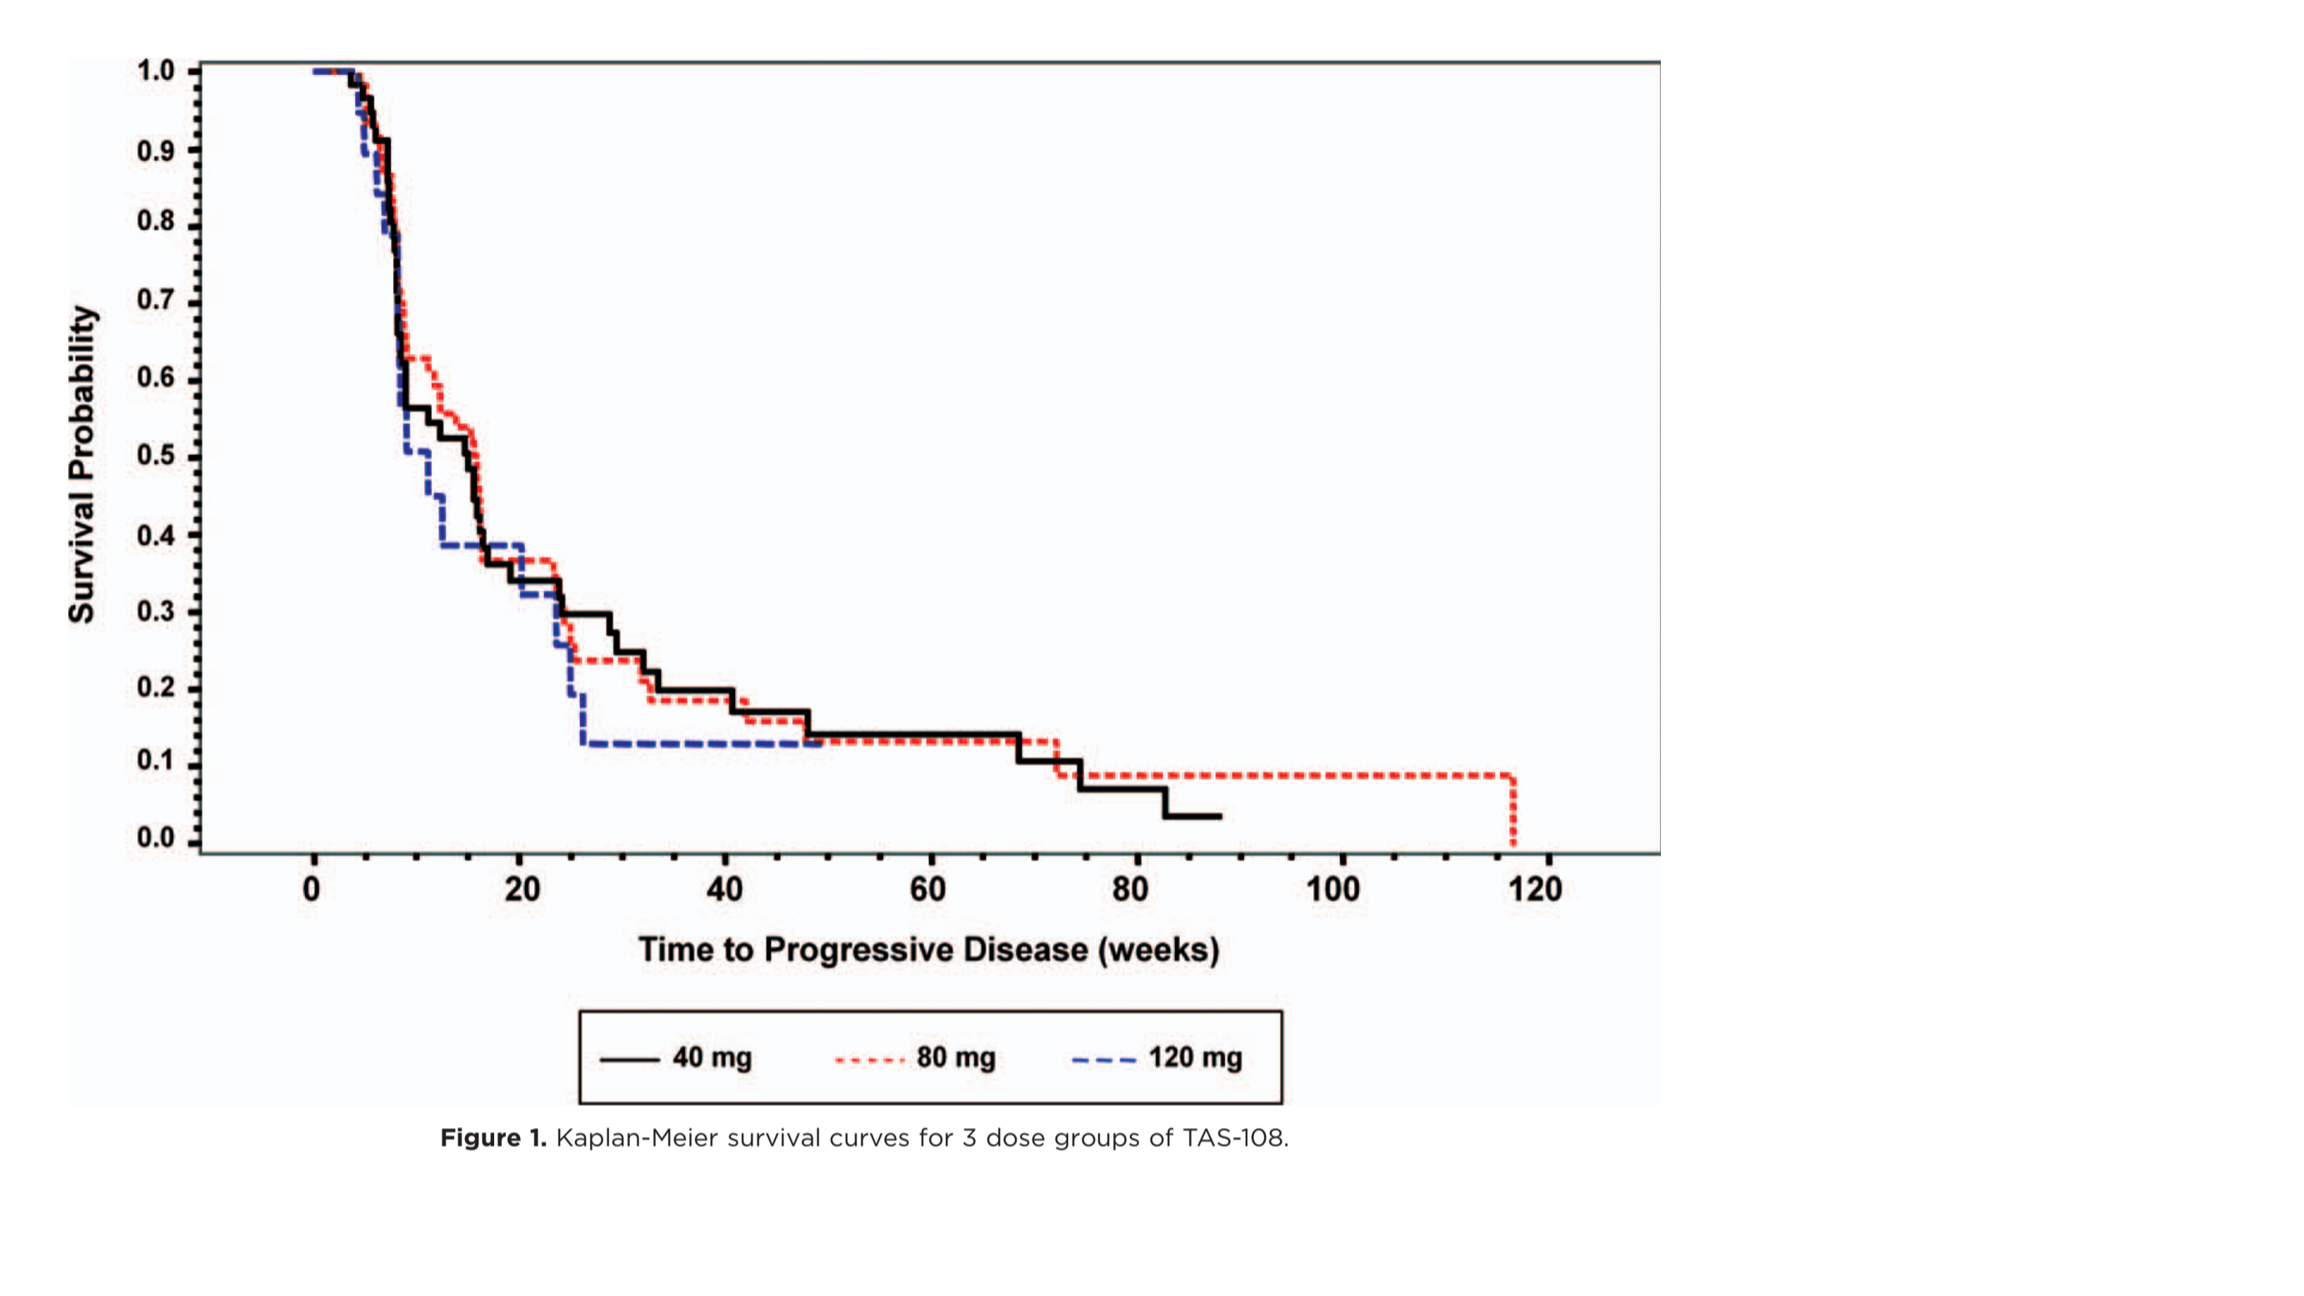 Survival Probability
1.0
0.9
0.8
0.7
0.6
0.5
0.4
0.3
0.2
0.1
0.0
0 20 40 60 80 100 120
Time to Progressive Disease (weeks)
40 mg 80 mg 120 mg
Figure 1. Kaplan-Meier survival curves for 3 dose groups of TAS-108.